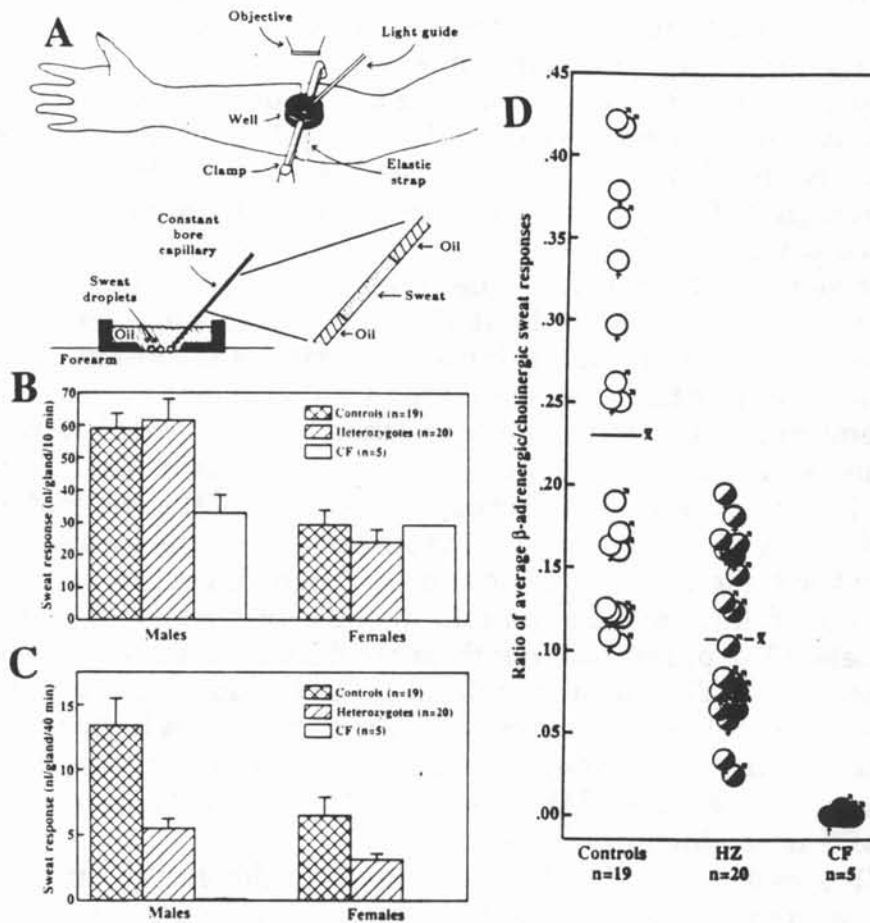 A
Objective
Light guide
Well
Clamp
Elastic
strap
Constant
bore
capillary
Oil
Sweat
Oil
Sweat
droplets
Oil
Forearm
B
Sweat response (nl/gland/10 min)
70
60
50
40
30
20
10
0
Controls (n=19)
Heterozygotes (n=20)
CF (n=5)
Males
Females
C
Sweat response (nl/gland/40 min)
15
10
5
0
Controls (n=19)
Heterozygotes (n=20)
CF (n=5)
Males
Females
D
Ratio of average β-adrenergic/cholinergic sweat responses
.45
.40
.35
.30
.25
.20
.15
.10
.05
.00
x̄
x̄
Controls
n=19
HZ
n=20
CF
n=5